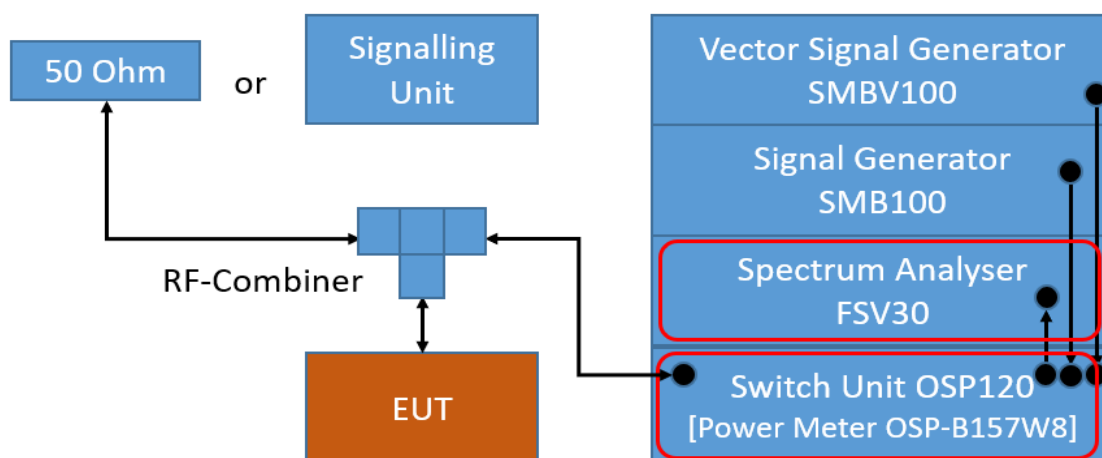 50 Ohm
or
Signalling
Unit
Vector Signal Generator
SMBV100
Signal Generator
SMB100
RF-Combiner
Spectrum Analyser
FSV30
EUT
Switch Unit OSP120
[Power Meter OSP-B157W8]